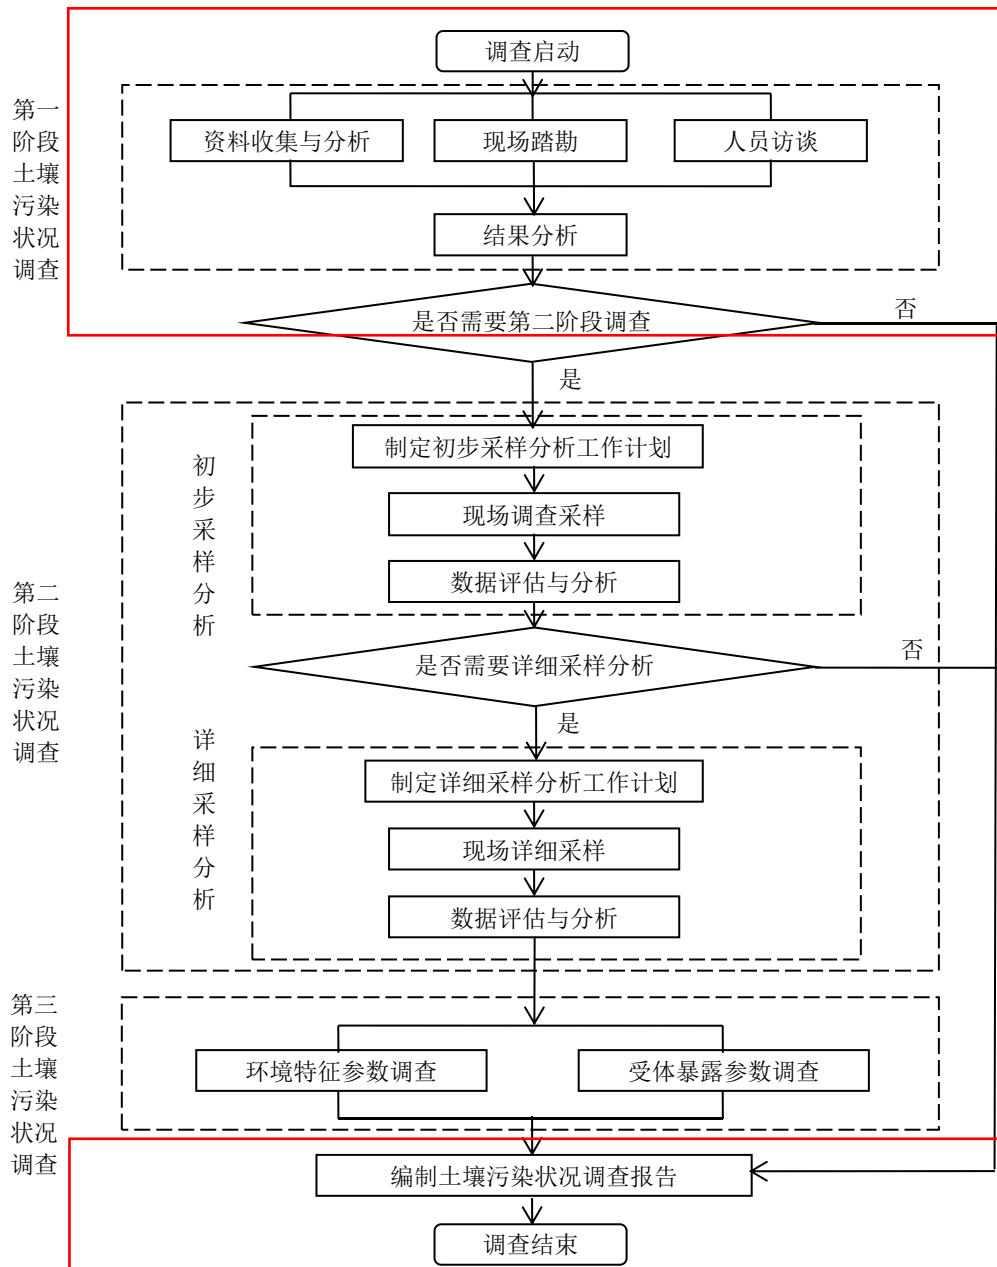 调查启动
第一
阶段
土壤
污染
状况
调查
资料收集与分析
现场踏勘
人员访谈
结果分析
是否需要第二阶段调查
否
是
第二
阶段
土壤
污染
状况
调查
初
步
采
样
分
析
制定初步采样分析工作计划
现场调查采样
数据评估与分析
是否需要详细采样分析
否
是
详
细
采
样
分
析
制定详细采样分析工作计划
现场详细采样
数据评估与分析
第三
阶段
土壤
污染
状况
调查
环境特征参数调查
受体暴露参数调查
编制土壤污染状况调查报告
调查结束